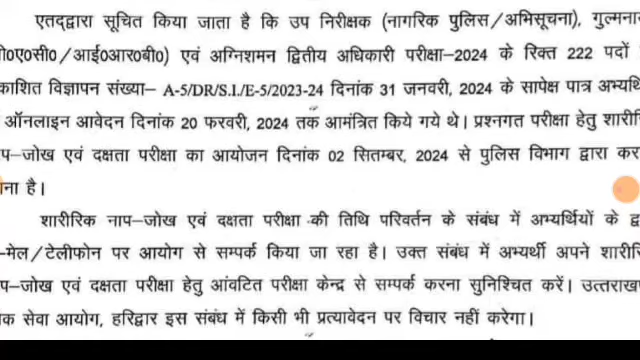 एतद्द्वारा सूचित किया जाता है कि उप निरीक्षक (नागरिक पुलिस/अभिसूचना), गुल्मना
ी0ए0सी0/आई0आर0बी0) एवं अग्निशमन द्वितीय अधिकारी परीक्षा–2024 के रिक्त 222 पदों
काशित विज्ञापन संख्या– A-5/DR/S.I./E-5/2023-24 दिनांक 31 जनवरी, 2024 के सापेक्ष पात्र अभ्यर्थि
ऑनलाइन आवेदन दिनांक 20 फरवरी, 2024 तक आमंत्रित किये गये थे। प्रश्नगत परीक्षा हेतु शारीरि
प–जोख एवं दक्षता परीक्षा का आयोजन दिनांक 02 सितम्बर, 2024 से पुलिस विभाग द्वारा कर
ाना है।
शारीरिक नाप–जोख एवं दक्षता परीक्षा की तिथि परिवर्तन के संबंध में अभ्यर्थियों के द्व
–मेल/टेलीफोन पर आयोग से सम्पर्क किया जा रहा है। उक्त संबंध में अभ्यर्थी अपने शारीरि
प–जोख एवं दक्षता परीक्षा हेतु आंवटित परीक्षा केन्द्र से सम्पर्क करना सुनिश्चित करें। उत्तराख
क सेवा आयोग, हरिद्वार इस संबंध में किसी भी प्रत्यावेदन पर विचार नहीं करेगा।